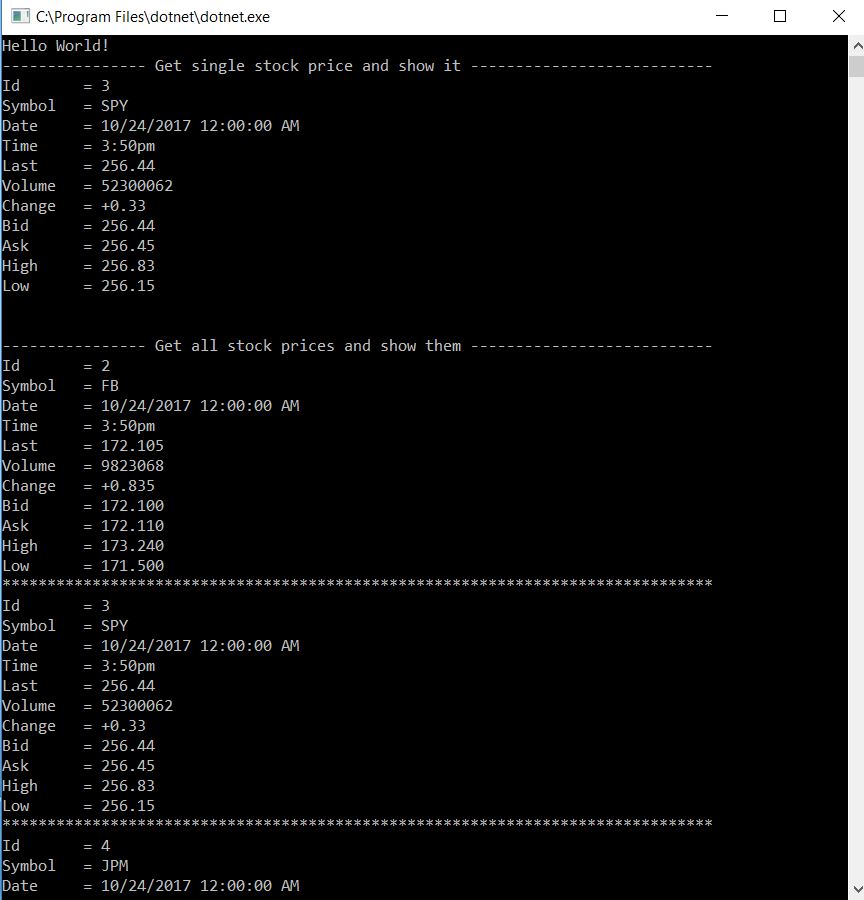 C:\Program Files\dotnet\dotnet.exe
Hello World!
---------------- Get single stock price and show it ---------------------------
Id       = 3
Symbol   = SPY
Date     = 10/24/2017 12:00:00 AM
Time     = 3:50pm
Last     = 256.44
Volume   = 52300062
Change   = +0.33
Bid      = 256.44
Ask      = 256.45
High     = 256.83
Low      = 256.15
---------------- Get all stock prices and show them ---------------------------
Id       = 2
Symbol   = FB
Date     = 10/24/2017 12:00:00 AM
Time     = 3:50pm
Last     = 172.105
Volume   = 9823068
Change   = +0.835
Bid      = 172.100
Ask      = 172.110
High     = 173.240
Low      = 171.500
*******************************************************************************
Id       = 3
Symbol   = SPY
Date     = 10/24/2017 12:00:00 AM
Time     = 3:50pm
Last     = 256.44
Volume   = 52300062
Change   = +0.33
Bid      = 256.44
Ask      = 256.45
High     = 256.83
Low      = 256.15
*******************************************************************************
Id       = 4
Symbol   = JPM
Date     = 10/24/2017 12:00:00 AM